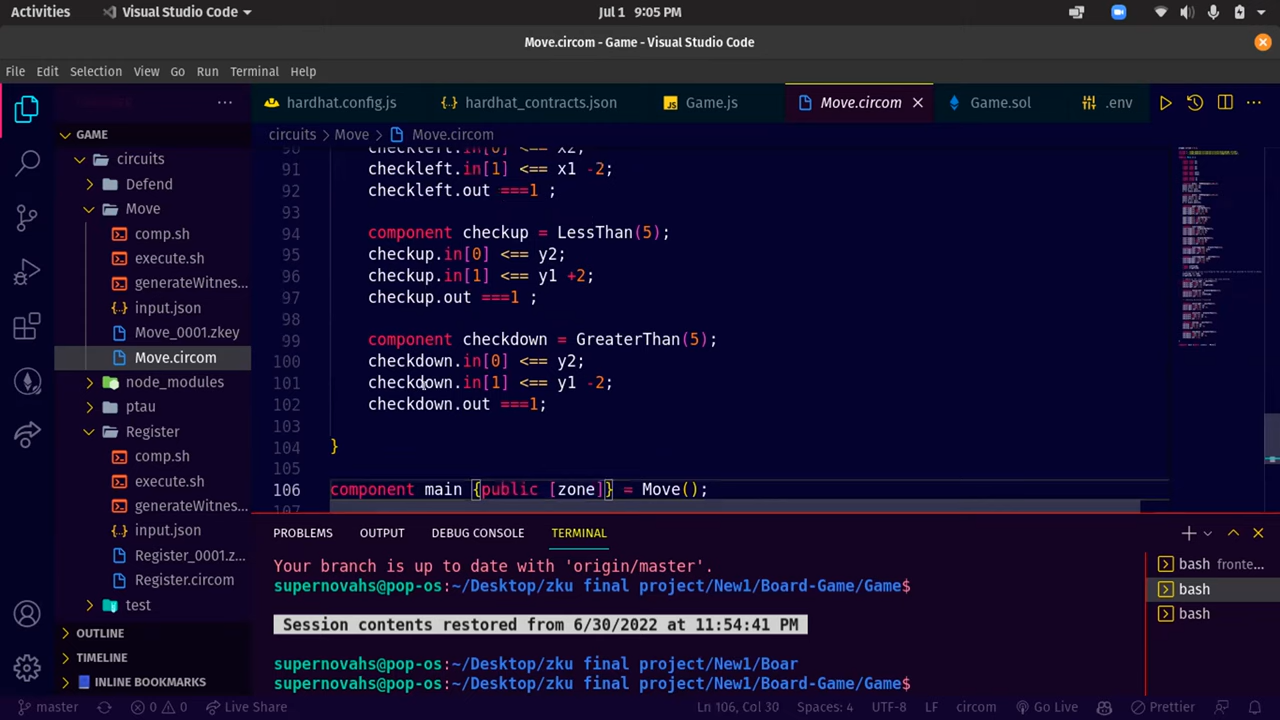 Activities Visual Studio Code Jul 1 9:05 PM
Move.circom - Game - Visual Studio Code
File Edit Selection View Go Run Terminal Help
hardhat.config.js hardhat_contracts.json Game.js Move.circom Game.sol .env
circuits > Move > Move.circom
GAME
circuits
Defend
Move
comp.sh
execute.sh
generateWitnes...
input.json
Move_0001.zkey
Move.circom
node_modules
ptau
Register
comp.sh
execute.sh
generateWitnes...
input.json
Register_0001.z...
Register.circom
test
OUTLINE
TIMELINE
INLINE BOOKMARKS
90 checkleft.in[0] <== x2;
91 checkleft.in[1] <== x1 -2;
92 checkleft.out ===1 ;
93
94 component checkup = LessThan(5);
95 checkup.in[0] <== y2;
96 checkup.in[1] <== y1 +2;
97 checkup.out ===1 ;
98
99 component checkdown = GreaterThan(5);
100 checkdown.in[0] <== y2;
101 checkdown.in[1] <== y1 -2;
102 checkdown.out ===1;
103
104 }
105
106 component main {public [zone]} = Move();
107
PROBLEMS OUTPUT DEBUG CONSOLE TERMINAL
Your branch is up to date with 'origin/master'.
supernovahs@pop-os:~/Desktop/zku final project/New1/Board-Game/Game$
Session contents restored from 6/30/2022 at 11:54:41 PM
supernovahs@pop-os:~/Desktop/zku final project/New1/Boar
supernovahs@pop-os:~/Desktop/zku final project/New1/Board-Game/Game$
bash fronte...
bash
bash
master 0 0 Live Share Ln 106, Col 30 Spaces: 4 UTF-8 LF circom Go Live Prettier